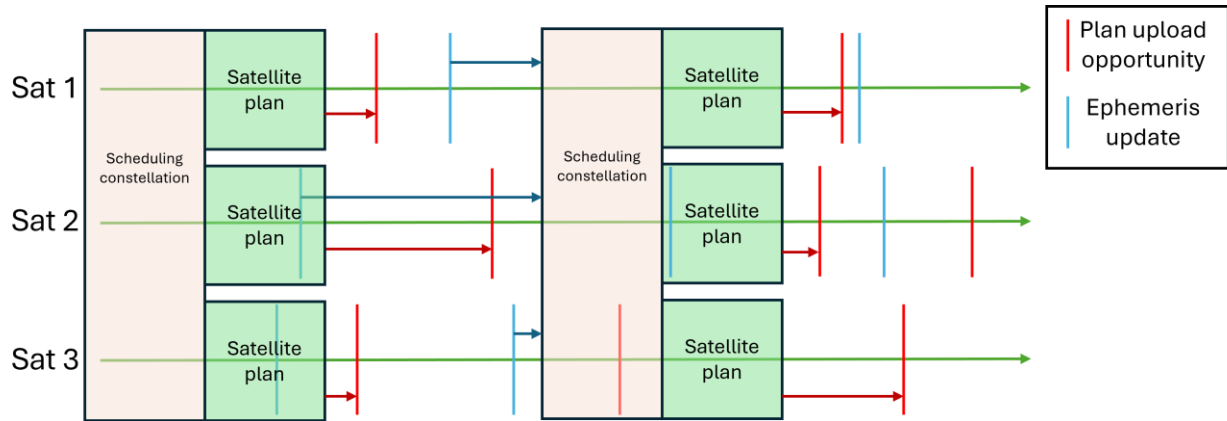 Sat 1
Sat 2
Sat 3
Scheduling
constellation
Satellite
plan
Satellite
plan
Satellite
plan
Scheduling
constellation
Satellite
plan
Satellite
plan
Satellite
plan
Plan upload
opportunity
Ephemeris
update